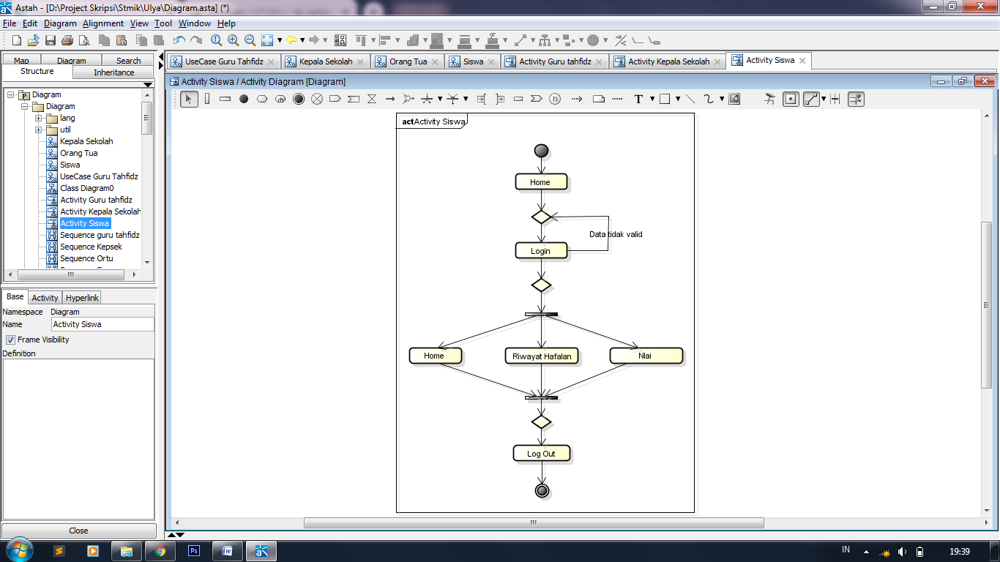 Astah - [D:\Project Skripsi\Stmik\Ulya\Diagram.asta] (*)
File Edit Diagram Alignment View Tool Window Help
Map Diagram Search
Structure Inheritance
Diagram
Diagram
lang
util
Kepala Sekolah
Orang Tua
Siswa
UseCase Guru Tahfidz
Class Diagram0
Activity Guru tahfidz
Activity Kepala Sekolah
Activity Siswa
Sequence guru tahfidz
Sequence Kepsek
Sequence Ortu
Base Activity Hyperlink
Namespace Diagram
Name Activity Siswa
Frame Visibility
Definition
Close
UseCase Guru Tahfidz Kepala Sekolah Orang Tua Siswa Activity Guru tahfidz Activity Kepala Sekolah Activity Siswa
Activity Siswa / Activity Diagram [Diagram]
act Activity Siswa
Home
Data tidak valid
Login
Home Riwayat Hafalan NIai
Log Out
IN 19:39